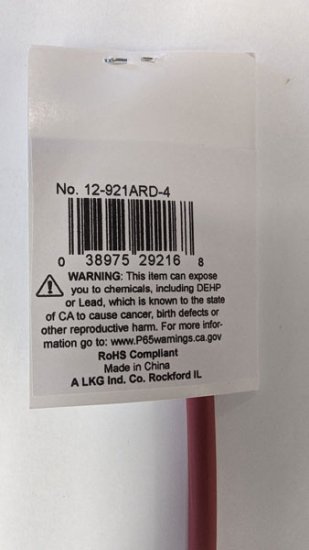 No. 12-921ARD-4
0 38975 29216 8
WARNING: This item can expose
you to chemicals, including DEHP
or Lead, which is known to the state
of CA to cause cancer, birth defects or
other reproductive harm. For more infor-
mation go to: www.P65warnings.ca.gov
RoHS Compliant
Made in China
A LKG Ind. Co. Rockford IL